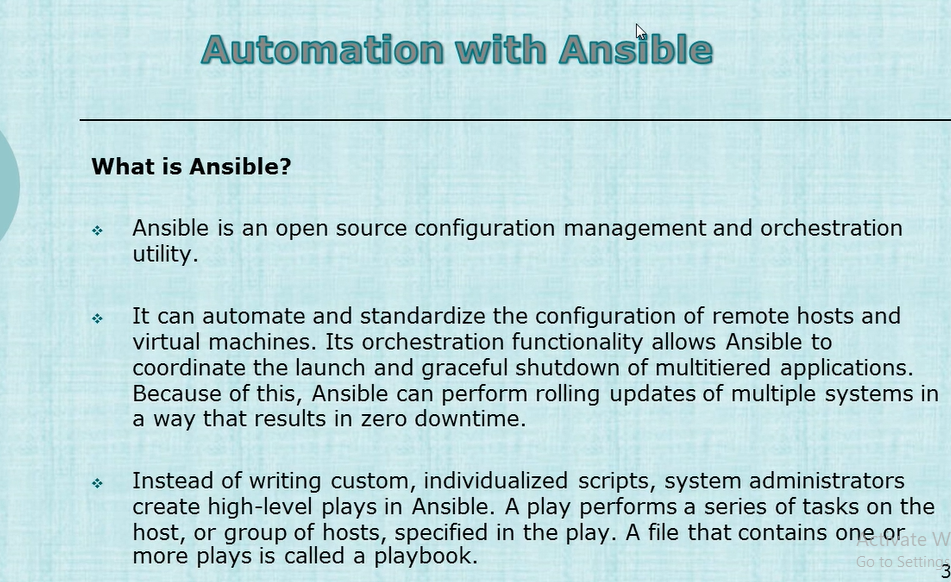 Automation with Ansible
What is Ansible?
Ansible is an open source configuration management and orchestration
utility.
It can automate and standardize the configuration of remote hosts and
virtual machines. Its orchestration functionality allows Ansible to
coordinate the launch and graceful shutdown of multitiered applications.
Because of this, Ansible can perform rolling updates of multiple systems in
a way that results in zero downtime.
Instead of writing custom, individualized scripts, system administrators
create high-level plays in Ansible. A play performs a series of tasks on the
host, or group of hosts, specified in the play. A file that contains one or
more plays is called a playbook.
Activate W
Go to Setting
3